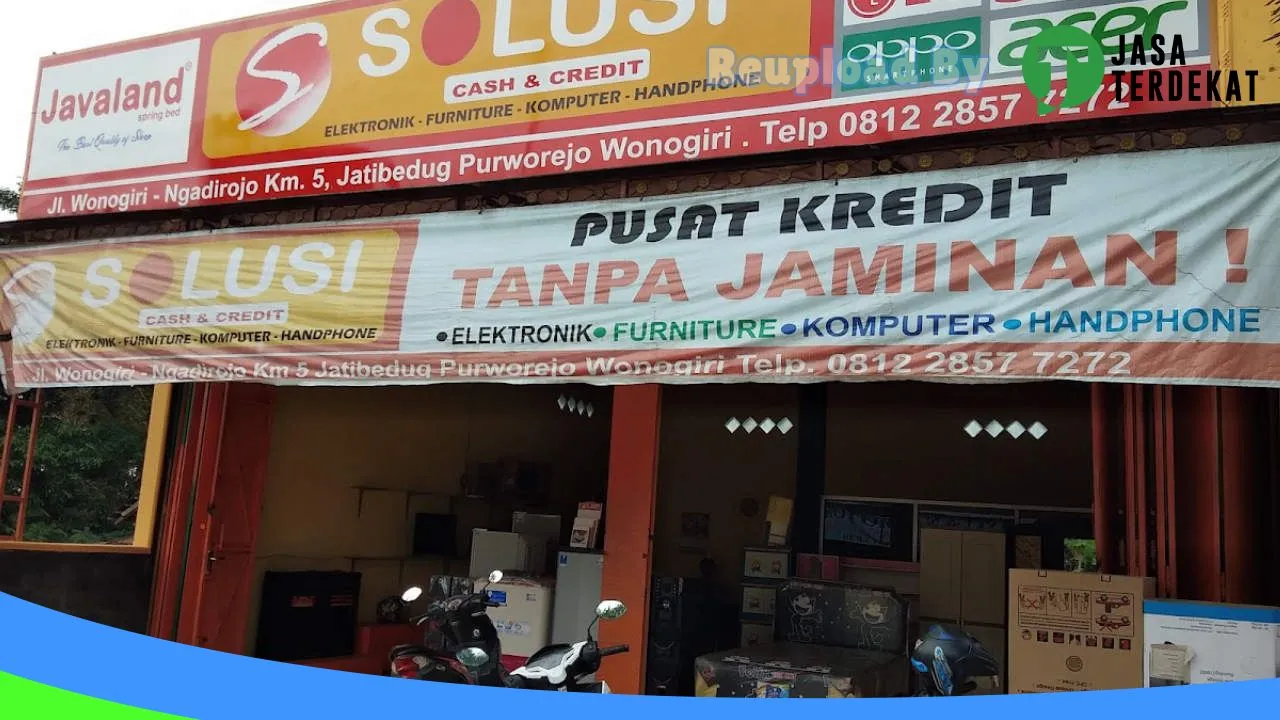 Javaland®
spring bed
The Best Quality of Sleep
SOLUSI
CASH & CREDIT
ELEKTRONIK - FURNITURE - KOMPUTER - HANDPHONE
LG
oppo
SMARTPHONE
acer
Reupload By
JASA
TERDEKAT
Jl. Wonogiri - Ngadirojo Km. 5, Jatibedug Purworejo Wonogiri . Telp 0812 2857 7272
SOLUSI
CASH & CREDIT
ELEKTRONIK - FURNITURE - KOMPUTER - HANDPHONE
PUSAT KREDIT
TANPA JAMINAN !
•ELEKTRONIK•FURNITURE•KOMPUTER•HANDPHONE
Jl. Wonogiri - Ngadirojo Km 5 Jatibedug Purworejo Wonogiri Telp. 0812 2857 7272